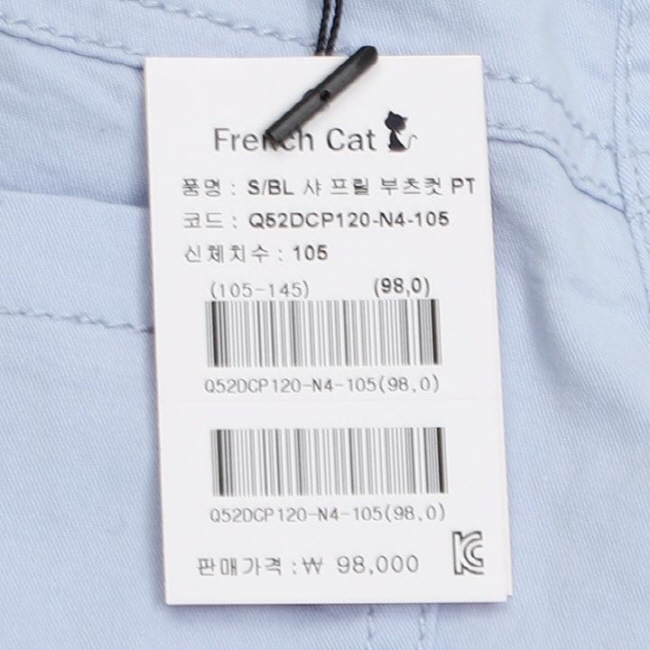 French Cat
품명 : S/BL 샤 프릴 부츠컷 PT
코드 : Q52DCP120-N4-105
신체치수 : 105
(105-145) (98,0)
Q52DCP120-N4-105(98,0)
Q52DCP120-N4-105(98,0)
판매가격 :₩ 98,000
KC